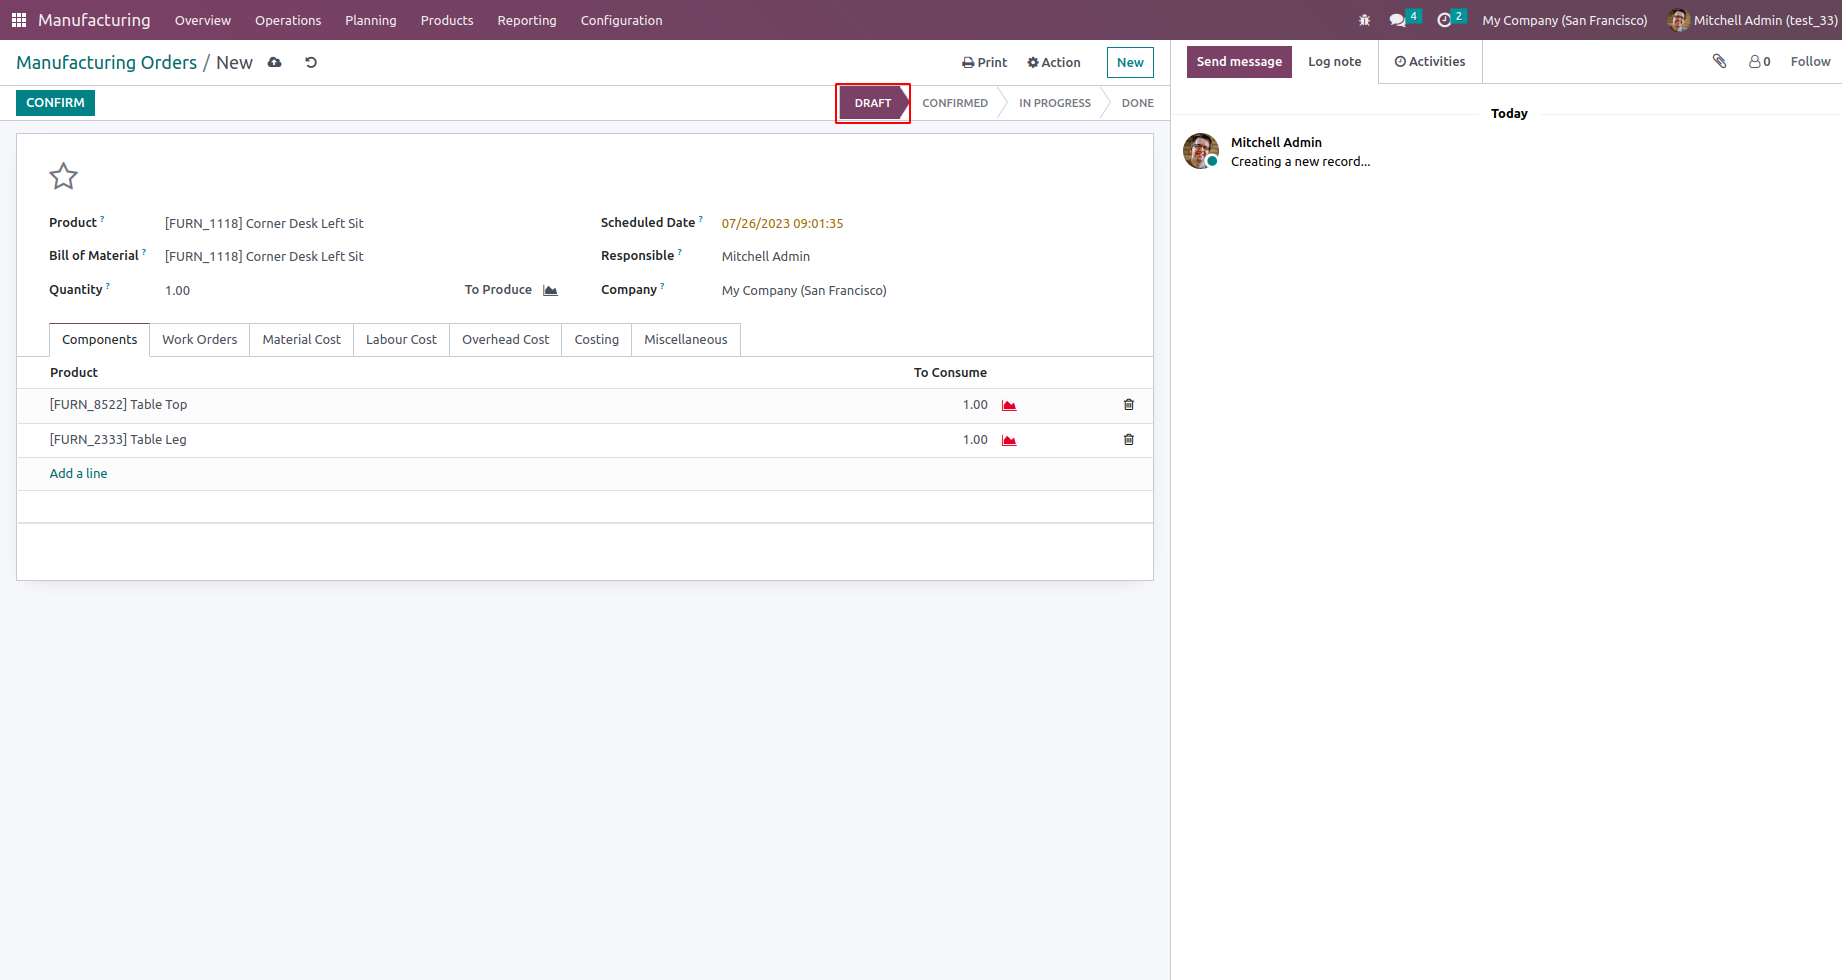 Manufacturing Overview Operations Planning Products Reporting Configuration 4 2 My Company (San Francisco) Mitchell Admin (test_33)
Manufacturing Orders / New Print Action New
CONFIRM DRAFT CONFIRMED IN PROGRESS DONE
Product ? [FURN_1118] Corner Desk Left Sit Scheduled Date ? 07/26/2023 09:01:35
Bill of Material ? [FURN_1118] Corner Desk Left Sit Responsible ? Mitchell Admin
Quantity ? 1.00 To Produce Company ? My Company (San Francisco)
Components Work Orders Material Cost Labour Cost Overhead Cost Costing Miscellaneous
Product To Consume
[FURN_8522] Table Top 1.00
[FURN_2333] Table Leg 1.00
Add a line
Send message Log note Activities 0 Follow
Today
Mitchell Admin
Creating a new record...